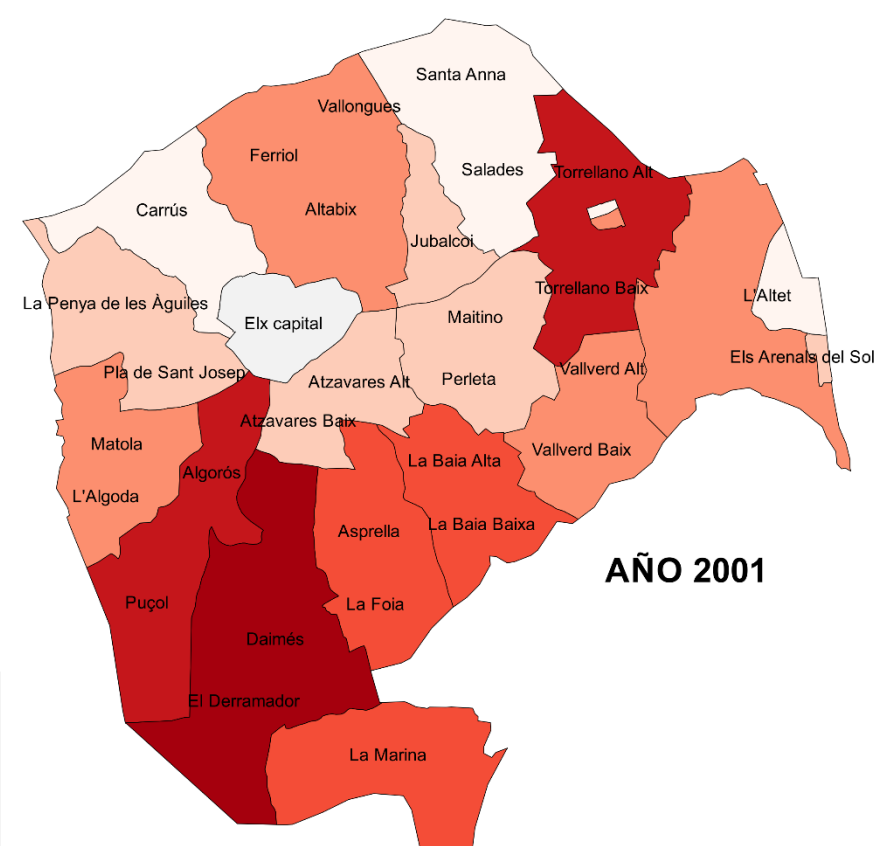 Santa Anna
Vallongues
Ferriol
Salades
Torrellano Alt
Carrús
Altabix
Jubalcoi
La Penya de les Àguiles
Elx capital
Maitino
Torrellano Baix
L'Altet
Pla de Sant Josep
Atzavares Alt
Perleta
Vallverd Alt
Els Arenals del Sol
Atzavares Baix
Matola
Algorós
La Baia Alta
Vallverd Baix
L'Algoda
Asprella
La Baia Baixa
AÑO 2001
Puçol
La Foia
Daimés
El Derramador
La Marina